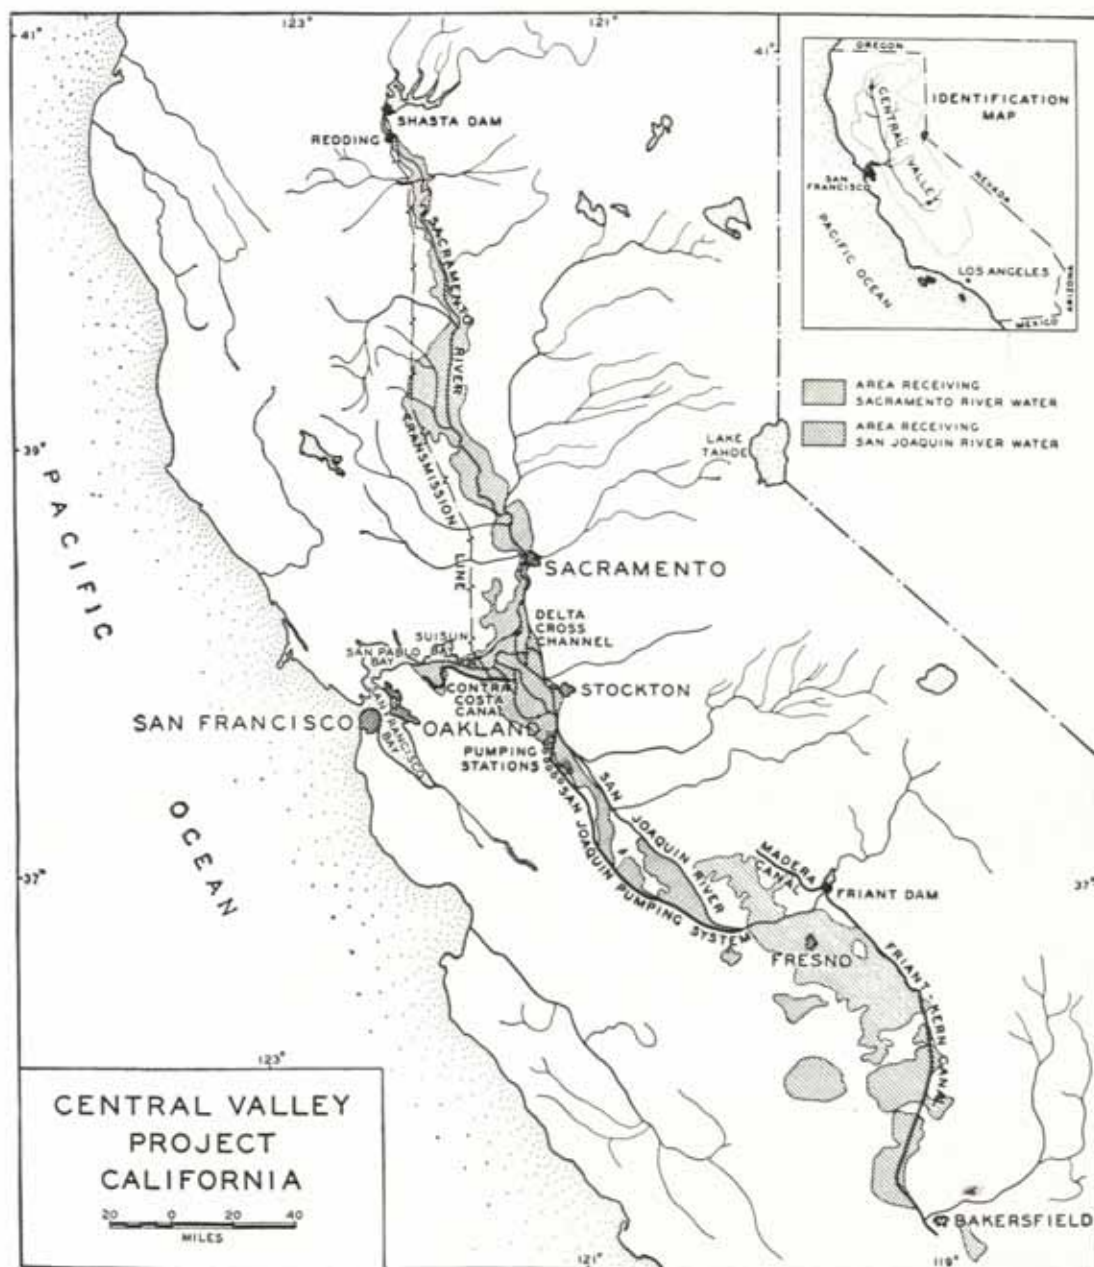 123°
121°
41°
41°
OREGON
CENTRAL
VALLEY
IDENTIFICATION
MAP
NEVADA
SAN
FRANCISCO
PACIFIC OCEAN
LOS ANGELES
ARIZONA
MEXICO
SHASTA DAM
REDDING
SACRAMENTO
RIVER
AREA RECEIVING
SACRAMENTO RIVER WATER
AREA RECEIVING
SAN JOAQUIN RIVER WATER
LAKE
TAHOE
39°
TRANSMISSION
LINE
PACIFIC
OCEAN
SACRAMENTO
DELTA
CROSS
CHANNEL
SUISUN
BAY
SAN PABLO
BAY
CONTRA
COSTA
CANAL
STOCKTON
SAN FRANCISCO
SAN FRANCISCO
BAY
OAKLAND
PUMPING
STATIONS
SAN JOAQUIN RIVER
SAN JOAQUIN PUMPING SYSTEM
MADERA
CANAL
37°
37°
FRIANT DAM
FRESNO
FRIANT-KERN CANAL
123°
CENTRAL VALLEY
PROJECT
CALIFORNIA
20 0 20 40
MILES
BAKERSFIELD
121°
119°